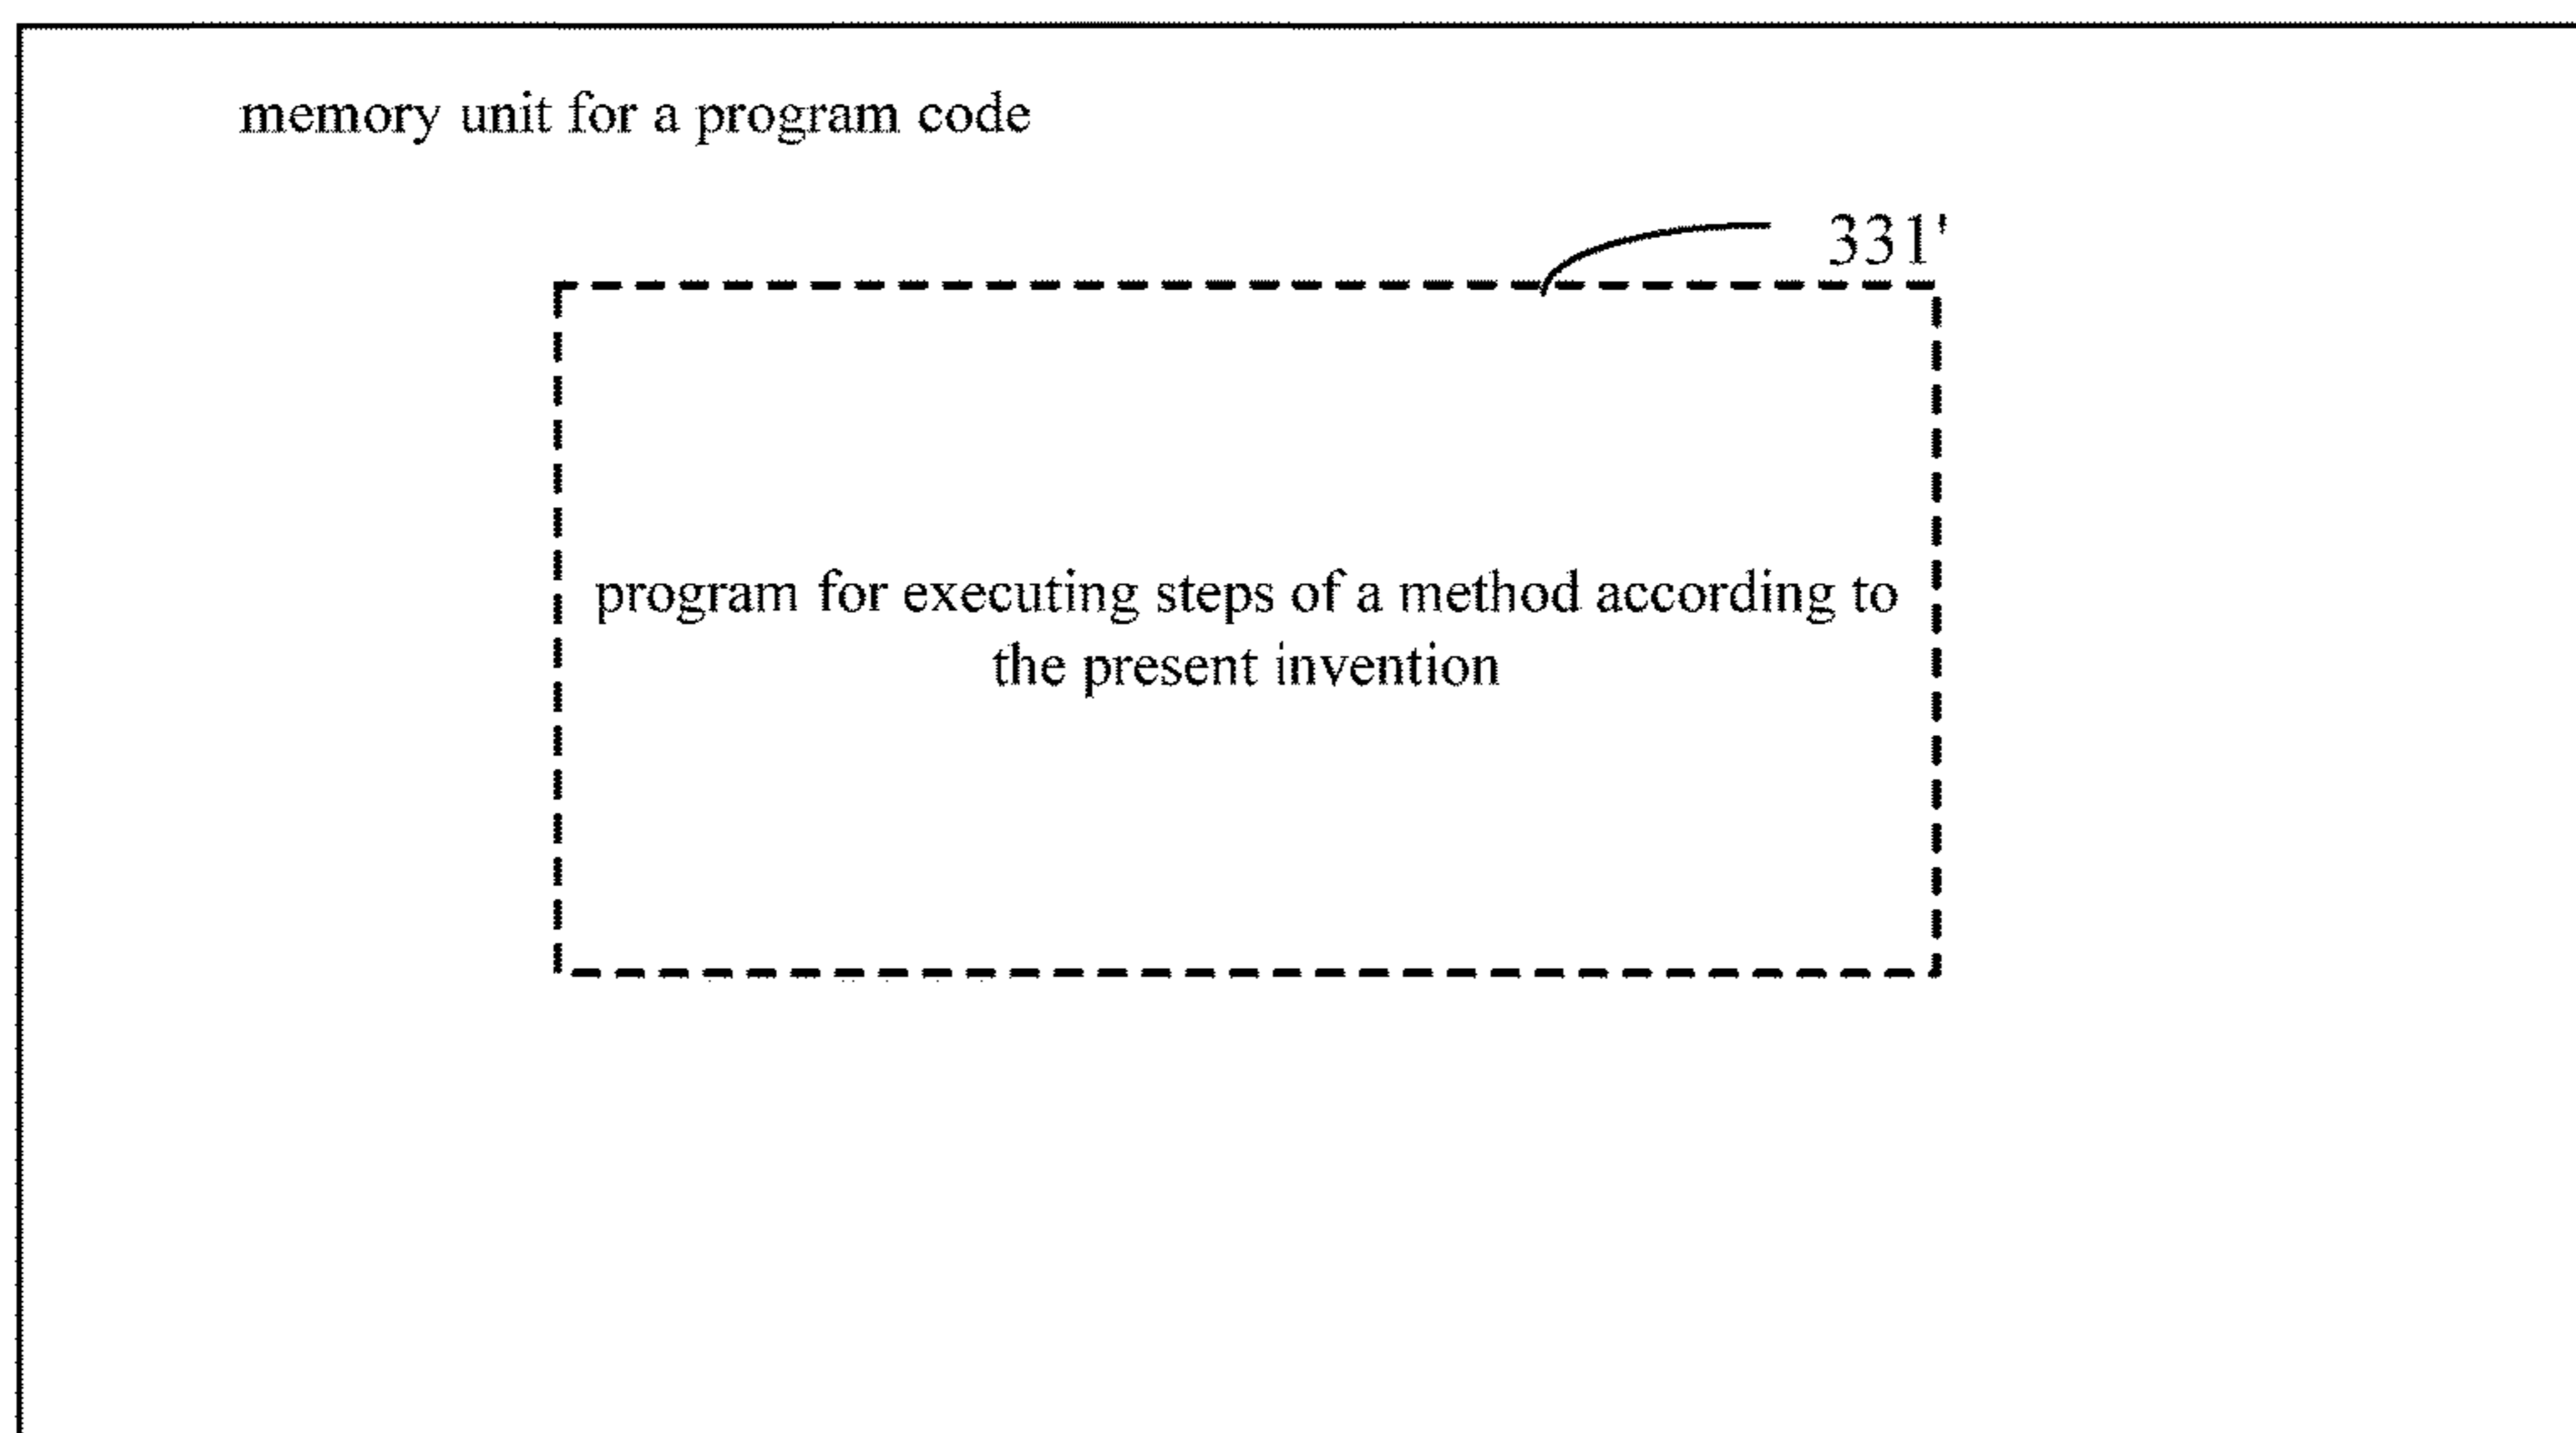 memory unit for a program code
331'
program for executing steps of a method according to
the present invention